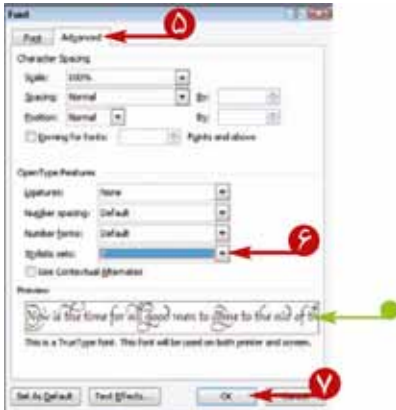 Font
۵
Font Advanced
Character Spacing
Scale: 100%
Spacing: Normal By:
Position: Normal By:
Kerning for fonts: Points and above
OpenType Features
Ligatures: None
Number spacing: Default
Number forms: Default
۶
Stylistic sets:
Use Contextual Alternates
Preview
Now is the time for all good men to come to the aid of th
This is a TrueType font. This font will be used on both printer and screen.
۷
Set As Default Text Effects... OK Cancel